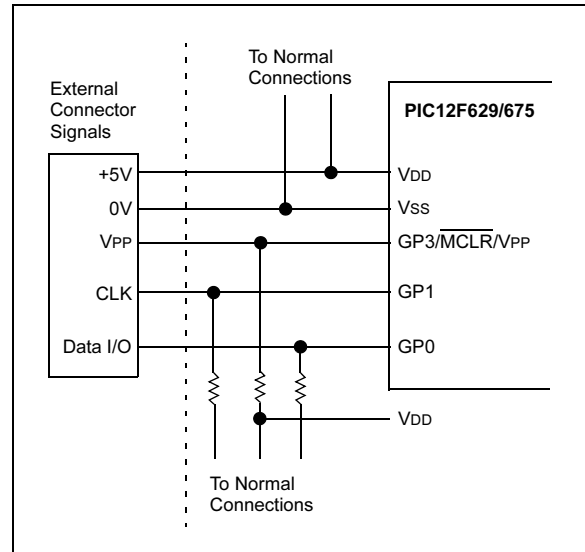 To Normal
Connections
External
Connector
Signals
PIC12F629/675
+5V
VDD
0V
VSS
VPP
GP3/MCLR/VPP
CLK
GP1
Data I/O
GP0
VDD
To Normal
Connections